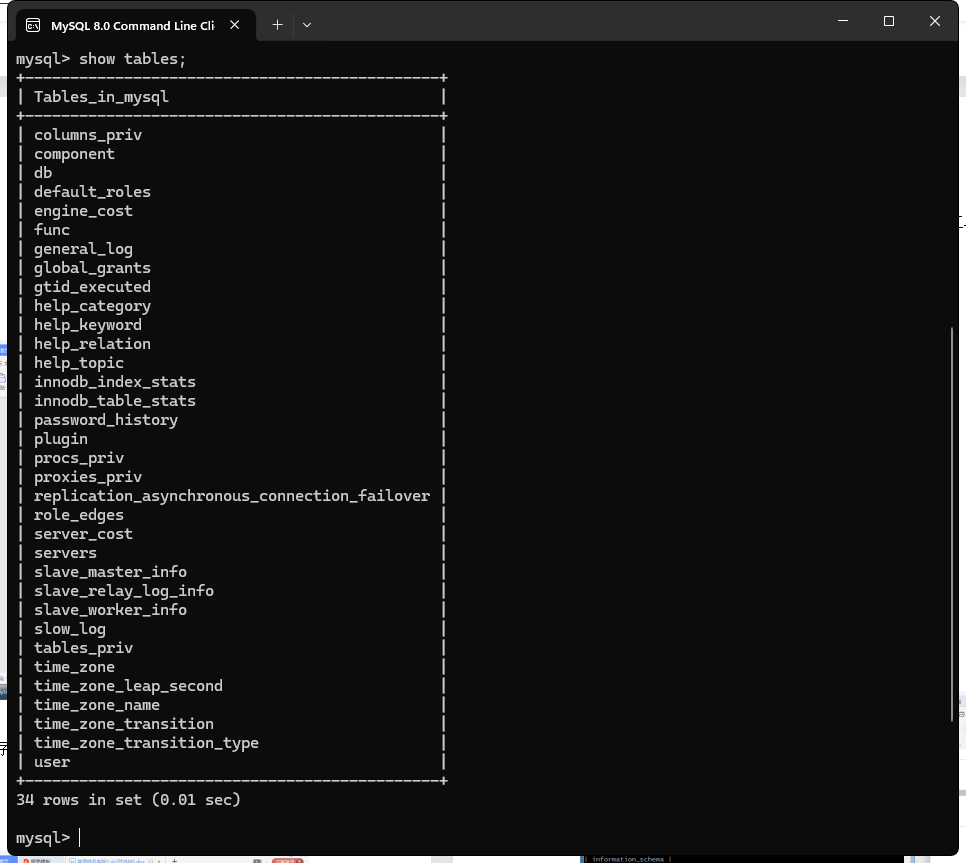 MySQL 8.0 Command Line Cli
mysql> show tables;
+---------------------------------------------+
| Tables_in_mysql |
+---------------------------------------------+
| columns_priv |
| component |
| db |
| default_roles |
| engine_cost |
| func |
| general_log |
| global_grants |
| gtid_executed |
| help_category |
| help_keyword |
| help_relation |
| help_topic |
| innodb_index_stats |
| innodb_table_stats |
| password_history |
| plugin |
| procs_priv |
| proxies_priv |
| replication_asynchronous_connection_failover |
| role_edges |
| server_cost |
| servers |
| slave_master_info |
| slave_relay_log_info |
| slave_worker_info |
| slow_log |
| tables_priv |
| time_zone |
| time_zone_leap_second |
| time_zone_name |
| time_zone_transition |
| time_zone_transition_type |
| user |
+---------------------------------------------+
34 rows in set (0.01 sec)
mysql>
information_schema |